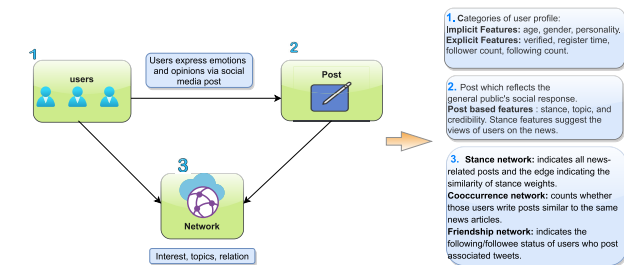 1
users
Users express emotions
and opinions via social
media post
2
Post
3
Network
Interest, topics, relation
1. Categories of user profile:
Implicit Features: age, gender, personality.
Explicit Features: verified, register time,
follower count, following count.
2. Post which reflects the
general public's social response.
Post based features : stance, topic, and
credibility. Stance features suggest the
views of users on the news.
3. Stance network: indicates all news-
related posts and the edge indicating the
similarity of stance weights.
Cooccurrence network: counts whether
those users write posts similar to the same
news articles.
Friendship network: indicates the
following/followee status of users who post
associated tweets.